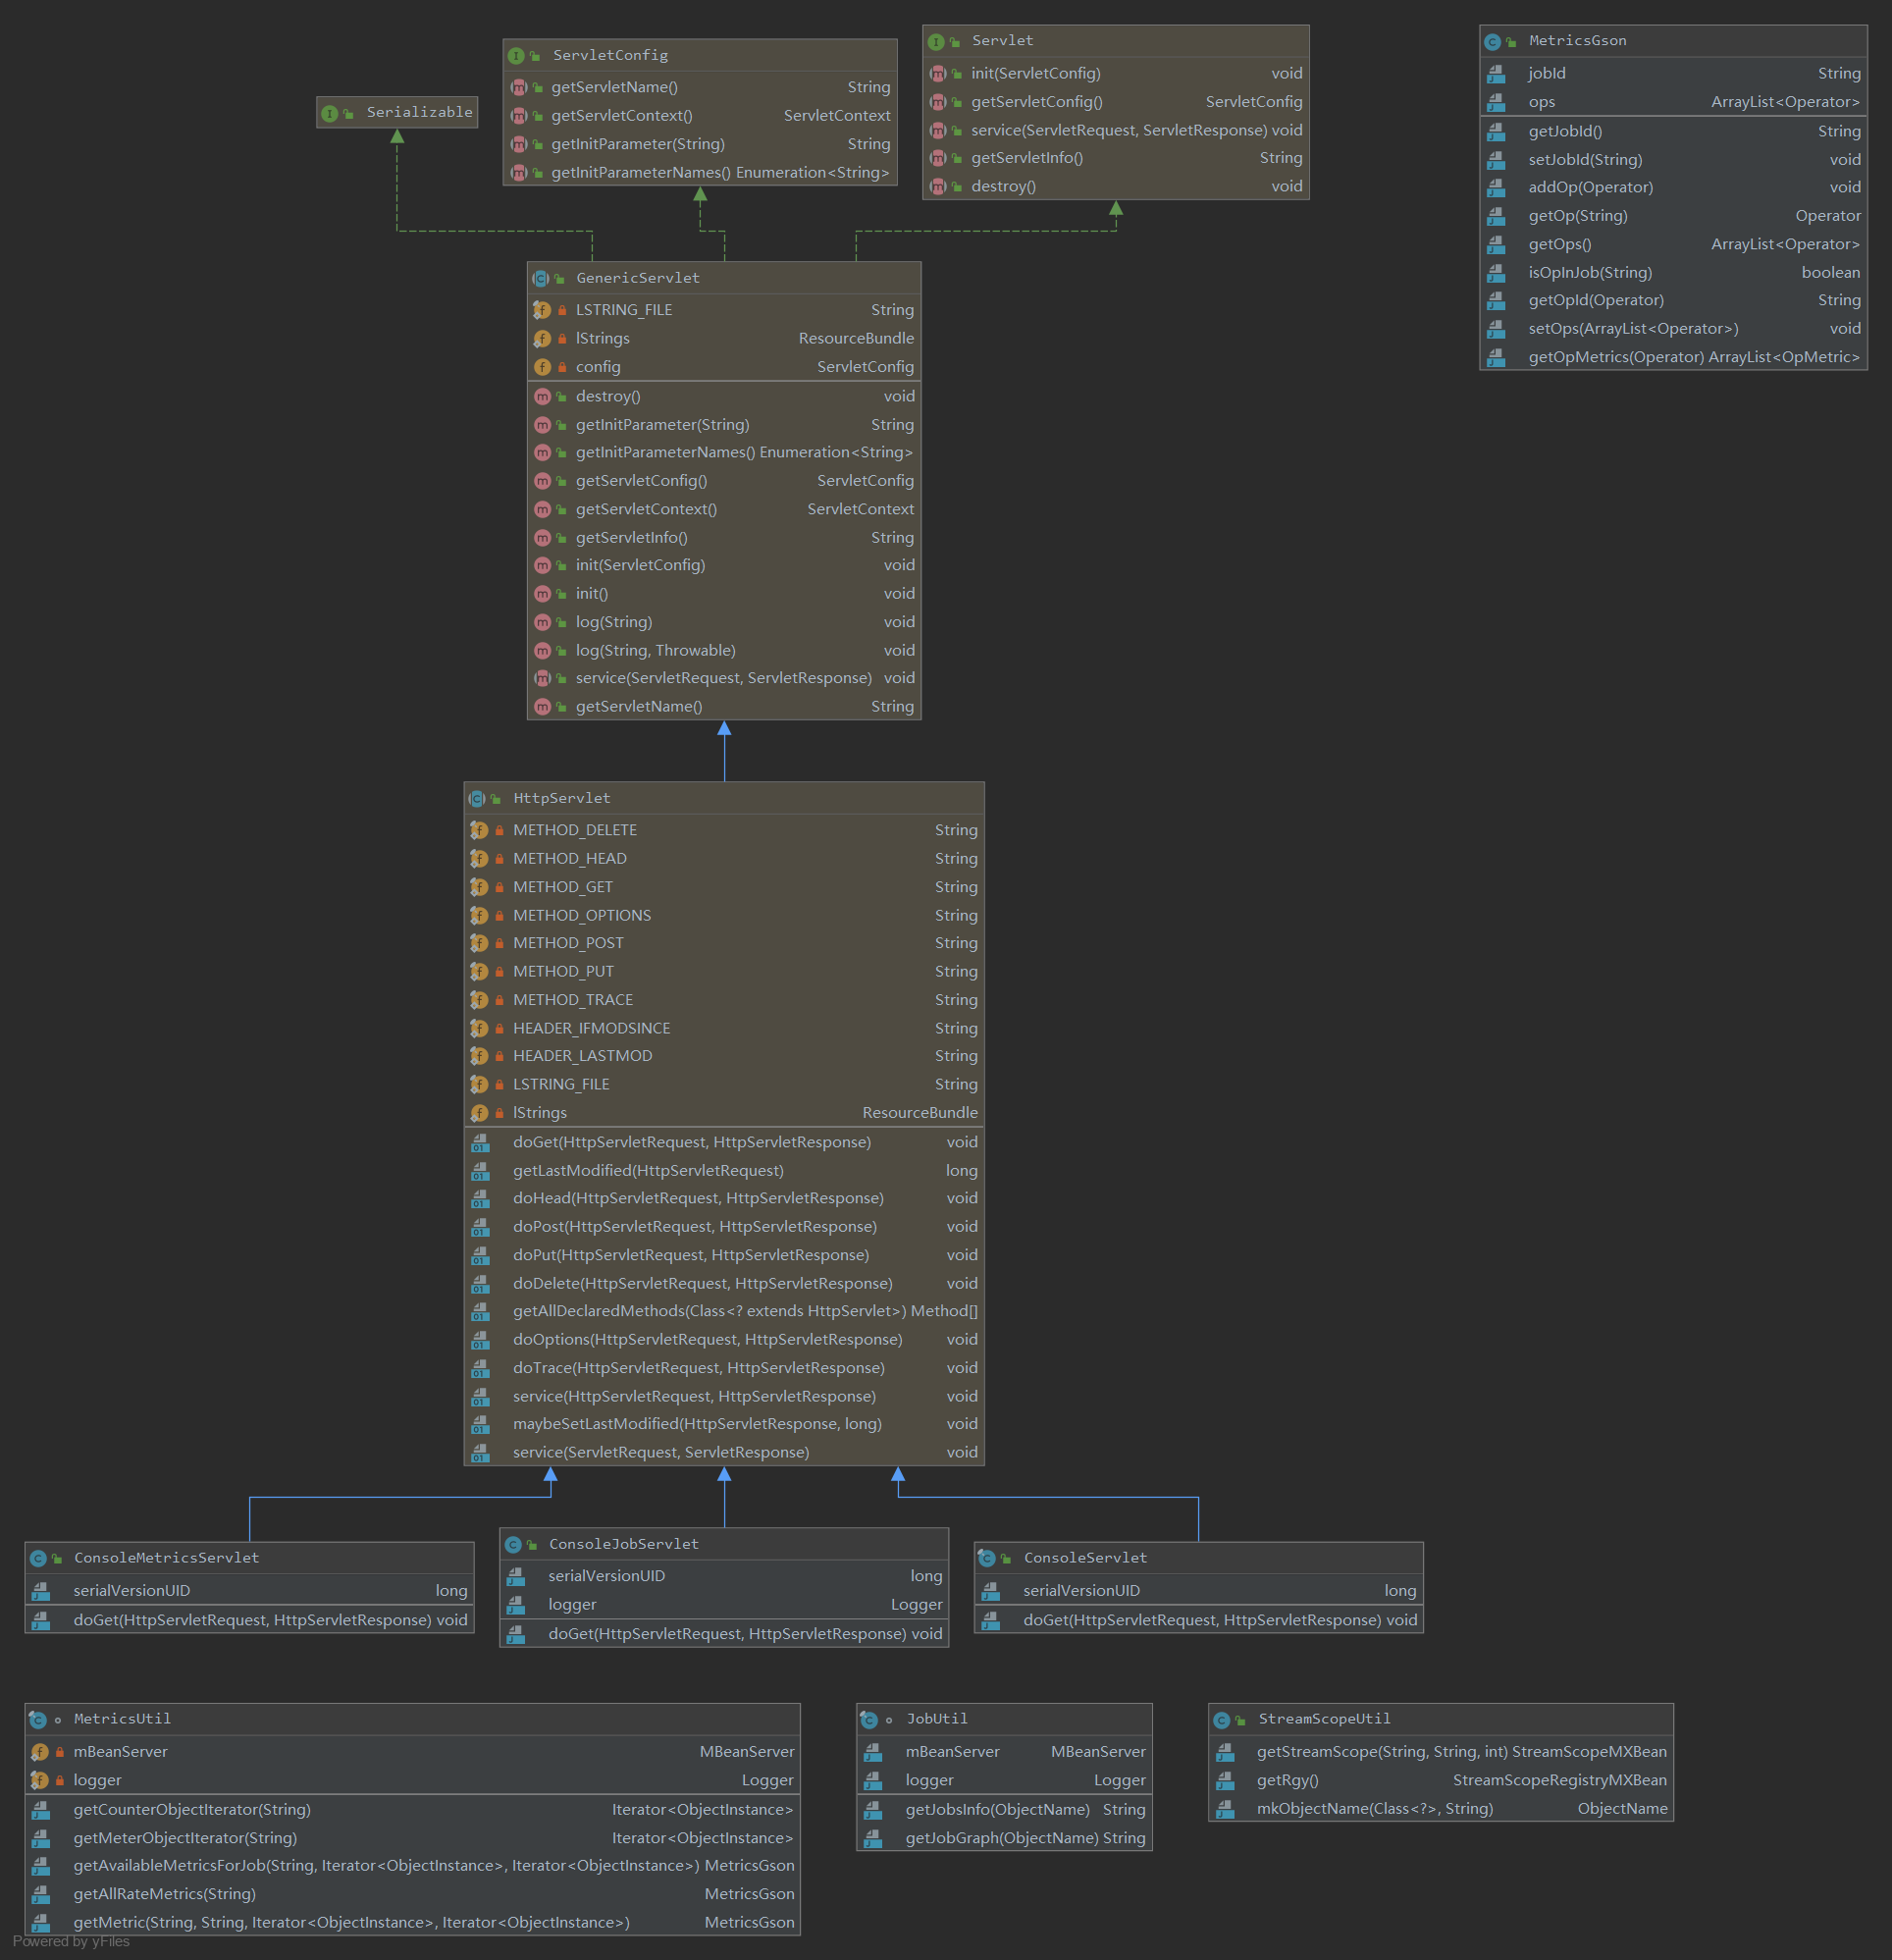 Serializable
ServletConfig
getServletName() String
getServletContext() ServletContext
getInitParameter(String) String
getInitParameterNames() Enumeration<String>
Servlet
init(ServletConfig) void
getServletConfig() ServletConfig
service(ServletRequest, ServletResponse) void
getServletInfo() String
destroy() void
MetricsGson
jobId String
ops ArrayList<Operator>
getJobId() String
setJobId(String) void
addOp(Operator) void
getOp(String) Operator
getOps() ArrayList<Operator>
isOpInJob(String) boolean
getOpId(Operator) String
setOps(ArrayList<Operator>) void
getOpMetrics(Operator) ArrayList<OpMetric>
GenericServlet
LSTRING_FILE String
lStrings ResourceBundle
config ServletConfig
destroy() void
getInitParameter(String) String
getInitParameterNames() Enumeration<String>
getServletConfig() ServletConfig
getServletContext() ServletContext
getServletInfo() String
init(ServletConfig) void
init() void
log(String) void
log(String, Throwable) void
service(ServletRequest, ServletResponse) void
getServletName() String
HttpServlet
METHOD_DELETE String
METHOD_HEAD String
METHOD_GET String
METHOD_OPTIONS String
METHOD_POST String
METHOD_PUT String
METHOD_TRACE String
HEADER_IFMODSINCE String
HEADER_LASTMOD String
LSTRING_FILE String
lStrings ResourceBundle
doGet(HttpServletRequest, HttpServletResponse) void
getLastModified(HttpServletRequest) long
doHead(HttpServletRequest, HttpServletResponse) void
doPost(HttpServletRequest, HttpServletResponse) void
doPut(HttpServletRequest, HttpServletResponse) void
doDelete(HttpServletRequest, HttpServletResponse) void
getAllDeclaredMethods(Class<? extends HttpServlet>) Method[]
doOptions(HttpServletRequest, HttpServletResponse) void
doTrace(HttpServletRequest, HttpServletResponse) void
service(HttpServletRequest, HttpServletResponse) void
maybeSetLastModified(HttpServletResponse, long) void
service(ServletRequest, ServletResponse) void
ConsoleMetricsServlet
serialVersionUID long
doGet(HttpServletRequest, HttpServletResponse) void
ConsoleJobServlet
serialVersionUID long
logger Logger
doGet(HttpServletRequest, HttpServletResponse) void
ConsoleServlet
serialVersionUID long
doGet(HttpServletRequest, HttpServletResponse) void
MetricsUtil
mBeanServer MBeanServer
logger Logger
getCounterObjectIterator(String) Iterator<ObjectInstance>
getMeterObjectIterator(String) Iterator<ObjectInstance>
getAvailableMetricsForJob(String, Iterator<ObjectInstance>, Iterator<ObjectInstance>) MetricsGson
getAllRateMetrics(String) MetricsGson
getMetric(String, String, Iterator<ObjectInstance>, Iterator<ObjectInstance>) MetricsGson
JobUtil
mBeanServer MBeanServer
logger Logger
getJobsInfo(ObjectName) String
getJobGraph(ObjectName) String
StreamScopeUtil
getStreamScope(String, String, int) StreamScopeMXBean
getRgy() StreamScopeRegistryMXBean
mkObjectName(Class<?>, String) ObjectName
Powered by yFiles